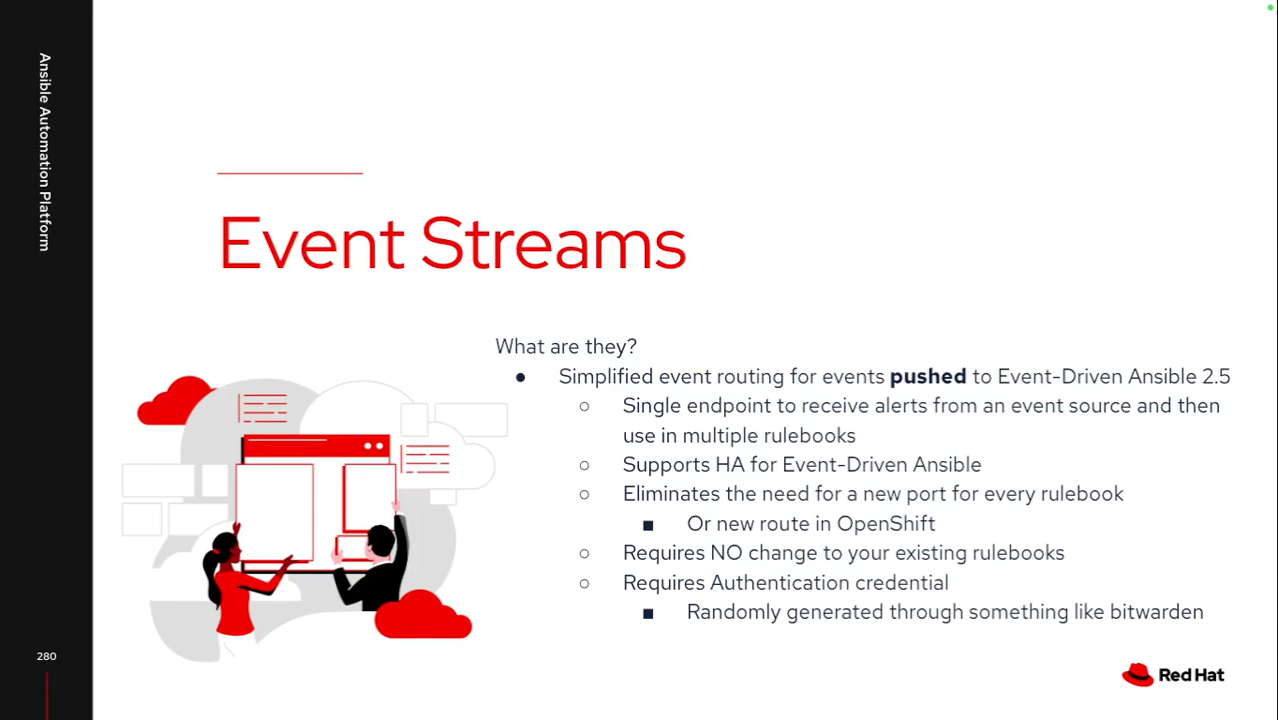 Ansible Automation Platform
Event Streams
What are they?
● Simplified event routing for events pushed to Event-Driven Ansible 2.5
○ Single endpoint to receive alerts from an event source and then
use in multiple rulebooks
○ Supports HA for Event-Driven Ansible
○ Eliminates the need for a new port for every rulebook
■ Or new route in OpenShift
○ Requires NO change to your existing rulebooks
○ Requires Authentication credential
■ Randomly generated through something like bitwarden
280
Red Hat